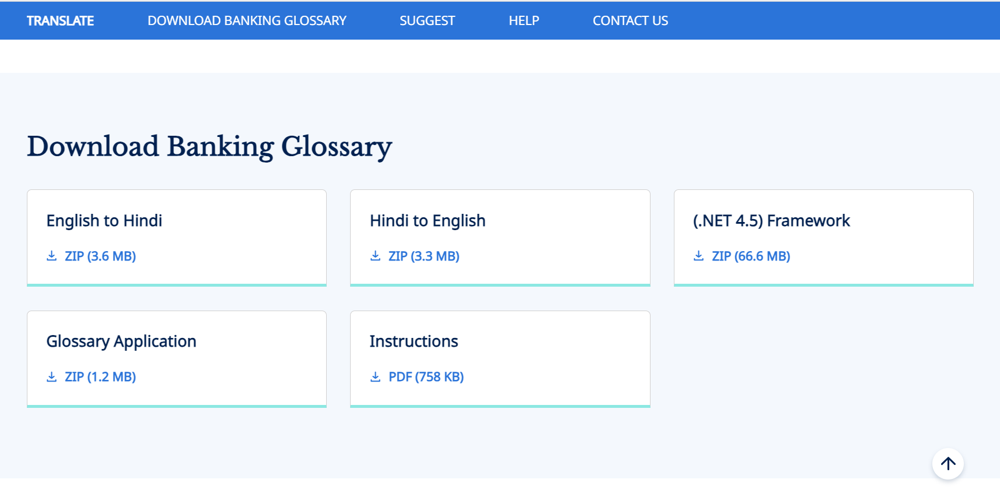 TRANSLATE DOWNLOAD BANKING GLOSSARY SUGGEST HELP CONTACT US
Download Banking Glossary
English to Hindi
ZIP (3.6 MB)
Hindi to English
ZIP (3.3 MB)
(.NET 4.5) Framework
ZIP (66.6 MB)
Glossary Application
ZIP (1.2 MB)
Instructions
PDF (758 KB)